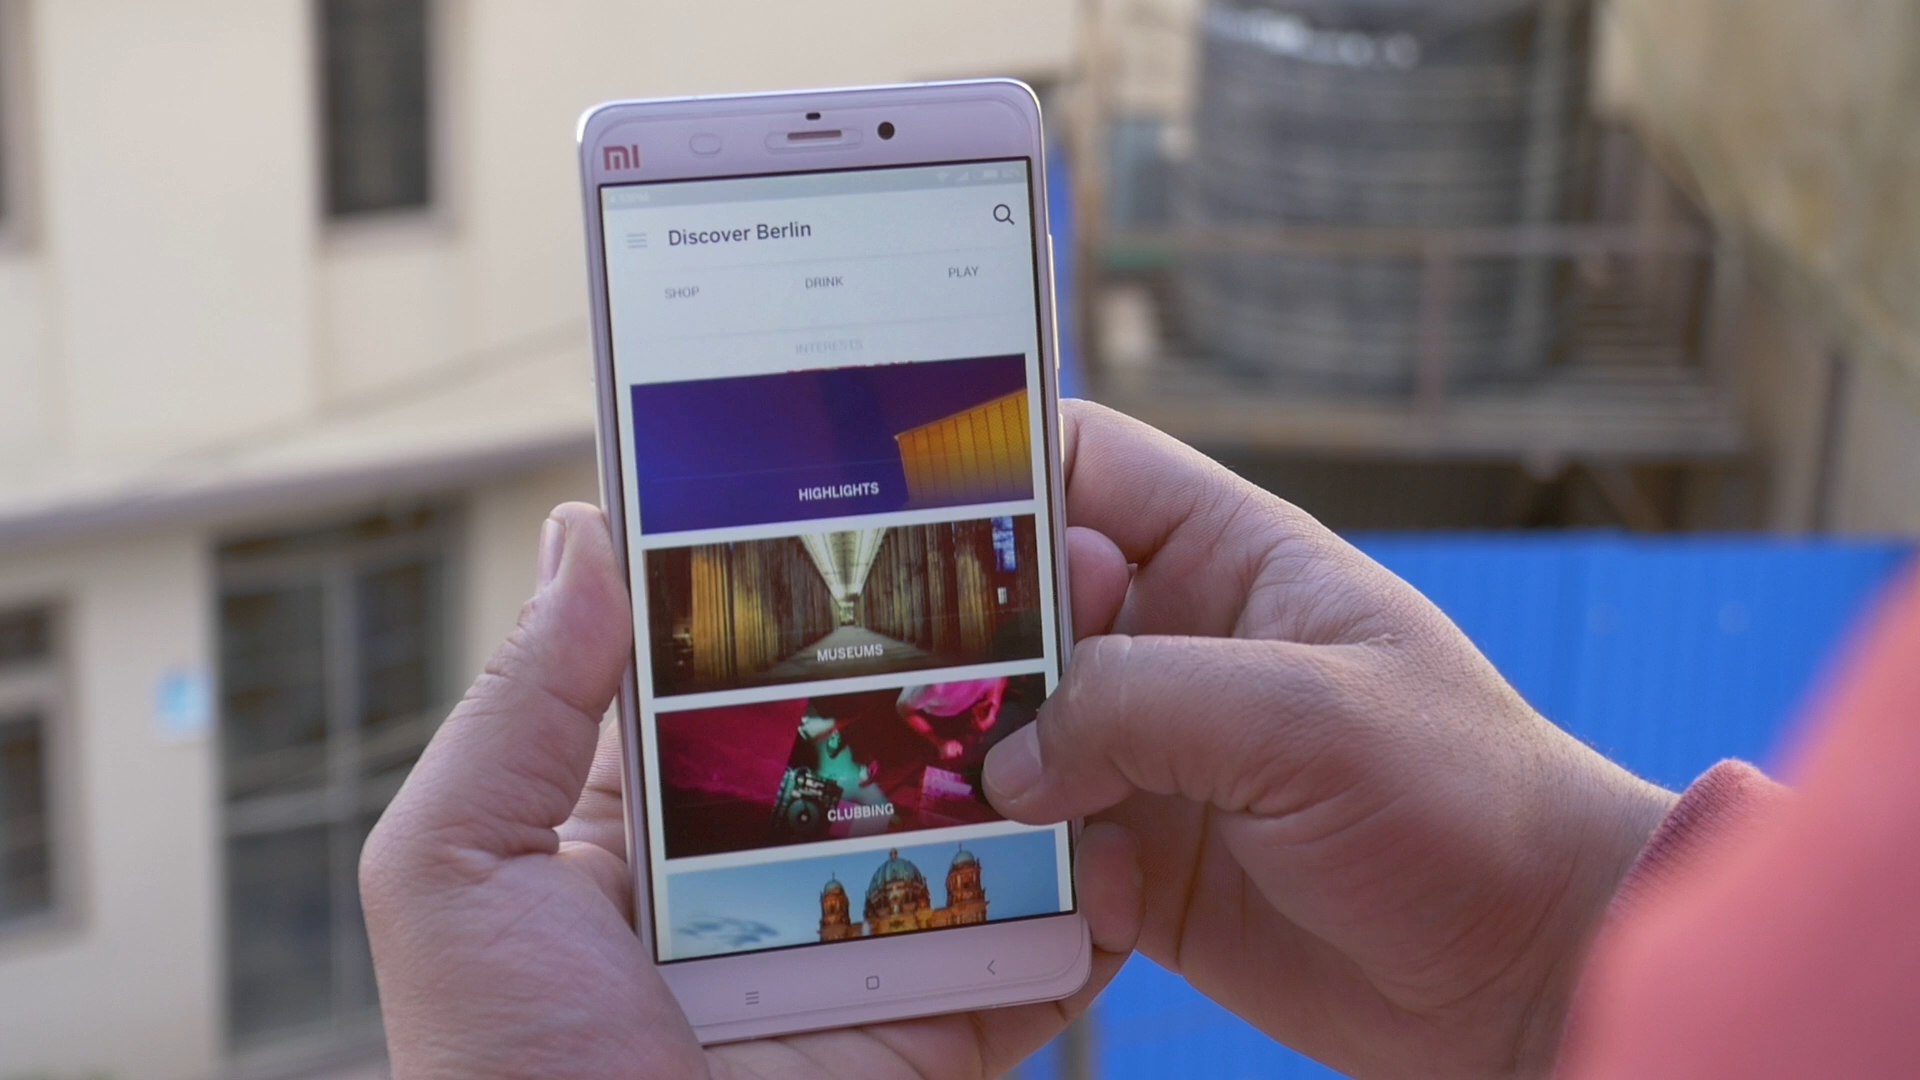 mi
Discover Berlin
SHOP DRINK PLAY
INTERESTS
HIGHLIGHTS
MUSEUMS
CLUBBING